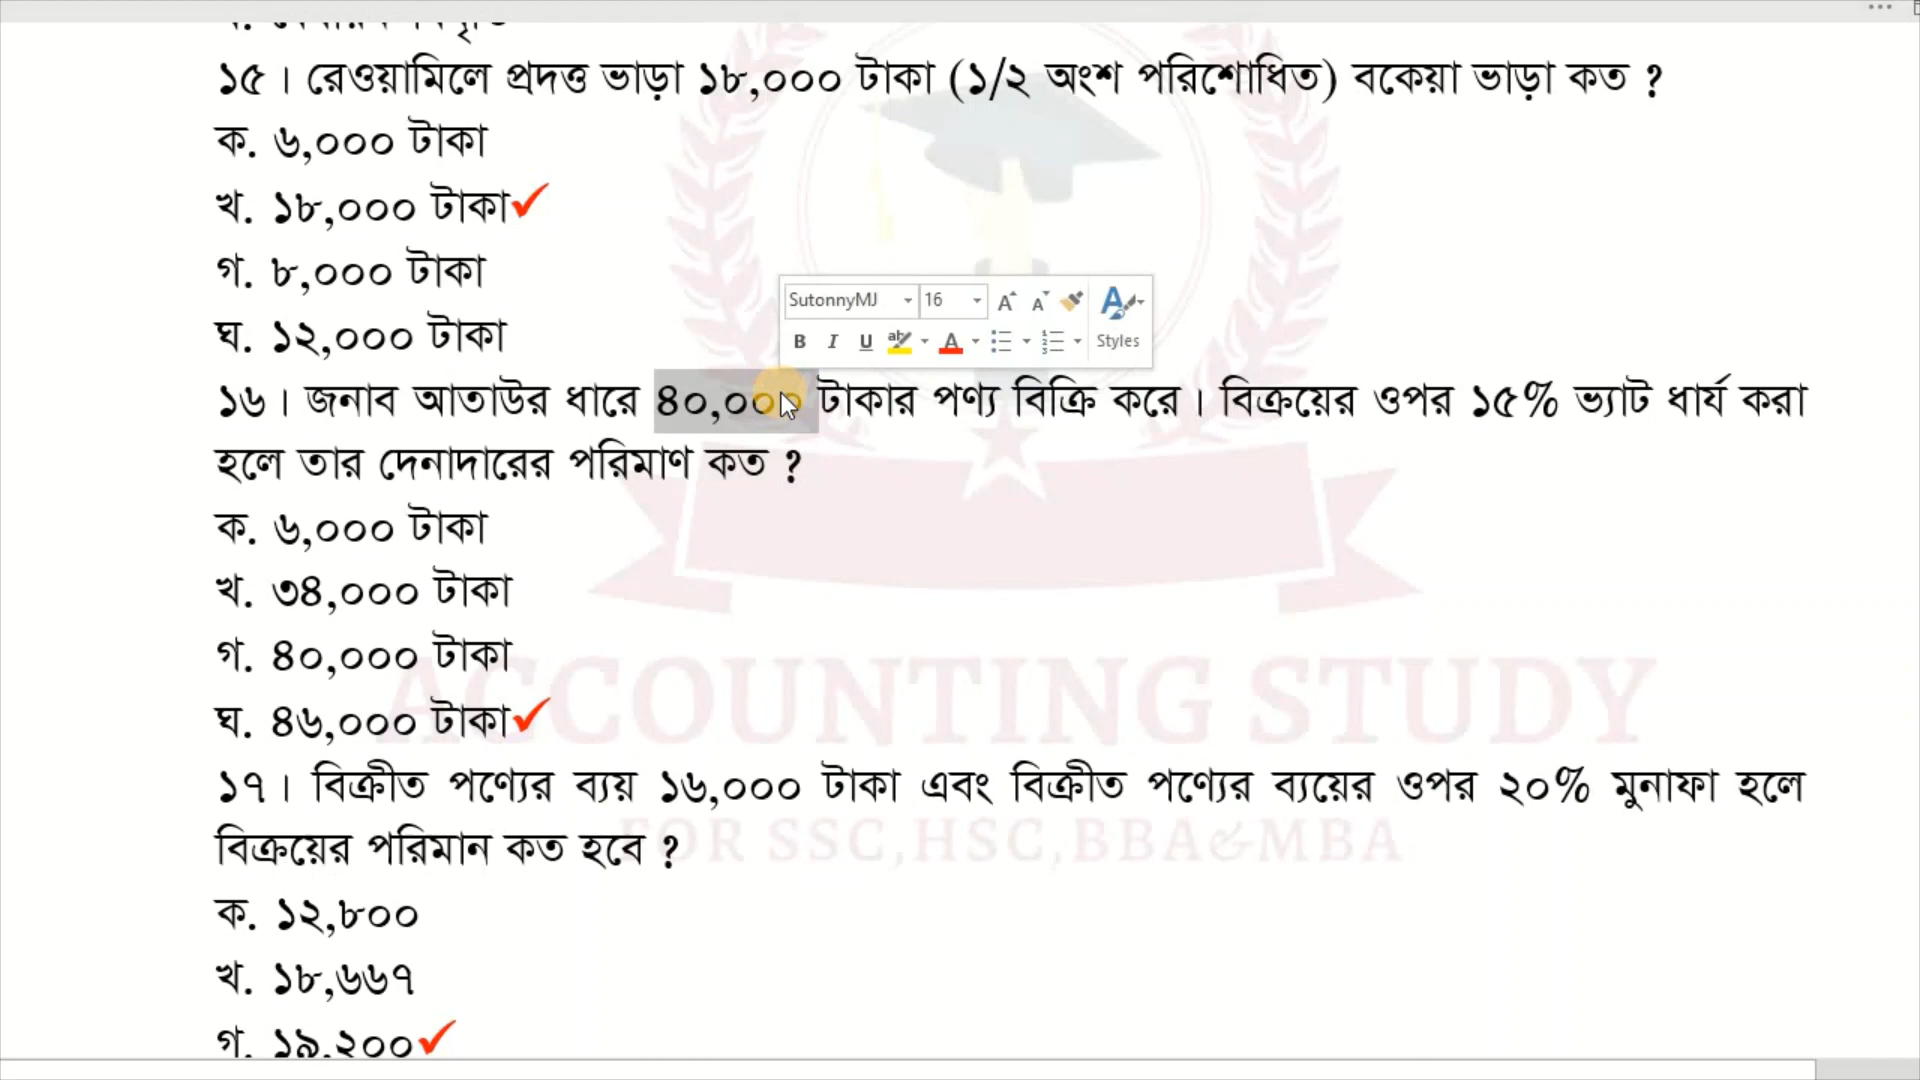 ১৫। রেওয়ামিলে প্রদত্ত ভাড়া ১৮,০০০ টাকা (১/২ অংশ পরিশোধিত) বকেয়া ভাড়া কত ?
ক. ৬,০০০ টাকা
খ. ১৮,০০০ টাকা
গ. ৮,০০০ টাকা
ঘ. ১২,০০০ টাকা
SutonnyMJ 16
B I U Styles
১৬। জনাব আতাউর ধারে ৪০,০০০ টাকার পণ্য বিক্রি করে। বিক্রয়ের ওপর ১৫% ভ্যাট ধার্য করা
হলে তার দেনাদারের পরিমাণ কত ?
ক. ৬,০০০ টাকা
খ. ৩৪,০০০ টাকা
গ. ৪০,০০০ টাকা
ঘ. ৪৬,০০০ টাকা
ACCOUNTING STUDY
১৭। বিক্রীত পণ্যের ব্যয় ১৬,০০০ টাকা এবং বিক্রীত পণ্যের ব্যয়ের ওপর ২০% মুনাফা হলে
বিক্রয়ের পরিমান কত হবে ?
FOR SSC,HSC,BBA&MBA
ক. ১২,৮০০
খ. ১৮,৬৬৭
গ. ১৯,২০০